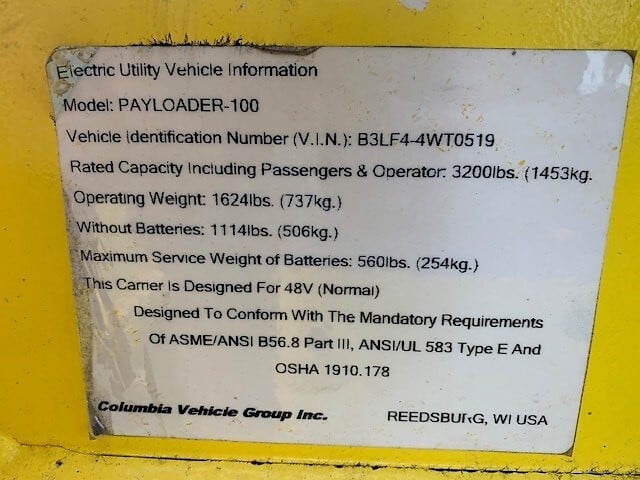 Electric Utility Vehicle Information
Model: PAYLOADER-100
Vehicle Identification Number (V.I.N.): B3LF4-4WT0519
Rated Capacity Including Passengers & Operator: 3200lbs. (1453kg.
Operating Weight: 1624lbs. (737kg.)
Without Batteries: 1114lbs. (506kg.)
Maximum Service Weight of Batteries: 560lbs. (254kg.)
This Carrier Is Designed For 48V (Normal)
Designed To Conform With The Mandatory Requirements
Of ASME/ANSI B56.8 Part III, ANSI/UL 583 Type E And
OSHA 1910.178
Columbia Vehicle Group Inc. REEDSBURG, WI USA